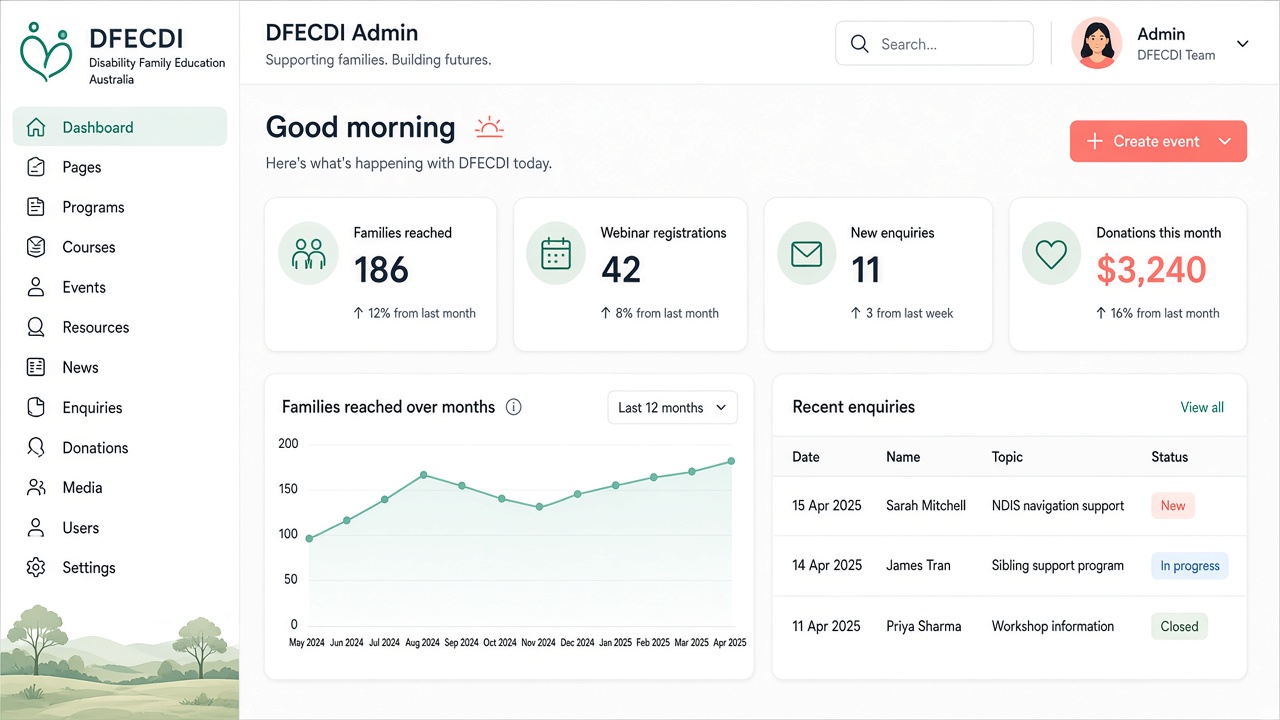 DFECDI
Disability Family Education
Australia
Dashboard
Pages
Programs
Courses
Events
Resources
News
Enquiries
Donations
Media
Users
Settings
DFECDI Admin
Supporting families. Building futures.
Search...
Admin
DFECDI Team
Good morning
Here's what's happening with DFECDI today.
Create event
Families reached
186
↑ 12% from last month
Webinar registrations
42
↑ 8% from last month
New enquiries
11
↑ 3 from last week
Donations this month
$3,240
↑ 16% from last month
Families reached over months
Last 12 months
200
150
100
50
0
May 2024 Jun 2024 Jul 2024 Aug 2024 Sep 2024 Oct 2024 Nov 2024 Dec 2024 Jan 2025 Feb 2025 Mar 2025 Apr 2025
Recent enquiries
View all
Date Name Topic Status
15 Apr 2025 Sarah Mitchell NDIS navigation support New
14 Apr 2025 James Tran Sibling support program In progress
11 Apr 2025 Priya Sharma Workshop information Closed